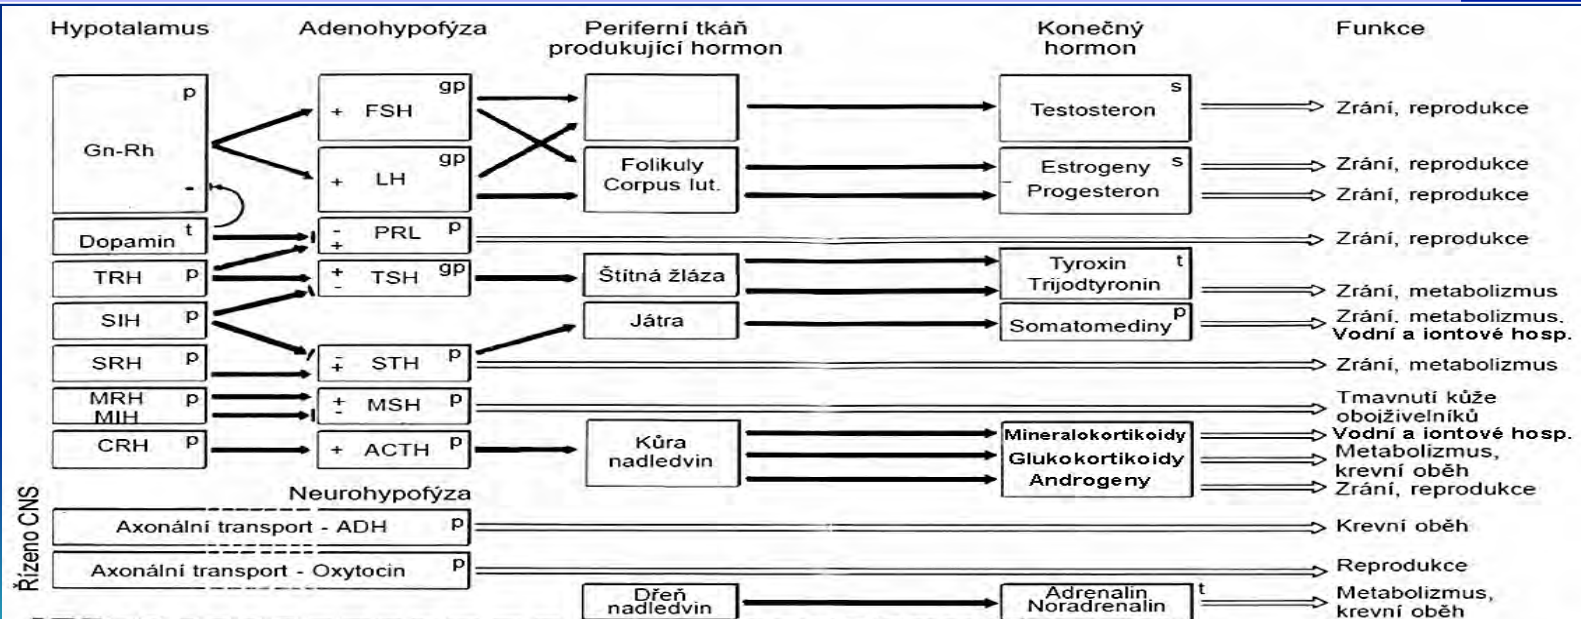 Hypotalamus
Adenohypofýza
Periferní tkáň
produkující hormon
Konečný
hormon
Funkce
Gn-Rh
p
-
+ FSH gp
Testosteron s
Zrání, reprodukce
+ LH gp
Folikuly
Corpus lut.
Estrogeny s
Progesteron
Zrání, reprodukce
Zrání, reprodukce
Dopamin t
- PRL p
+
Zrání, reprodukce
TRH p
+ TSH gp
-
Štítná žláza
Tyroxin t
Trijodtyronin
Zrání, metabolizmus
SIH p
Játra
Somatomediny p
Zrání, metabolizmus.
Vodní a iontové hosp.
SRH p
- STH p
+
Zrání, metabolizmus
MRH p
MIH
+ MSH p
-
Tmavnutí kůže
obojživelníků
CRH p
+ ACTH p
Kůra
nadledvin
Mineralokortikoidy
Glukokortikoidy
Androgeny
Vodní a iontové hosp.
Metabolizmus,
krevní oběh
Zrání, reprodukce
Řízeno CNS
Neurohypofýza
Axonální transport - ADH p
Krevní oběh
Axonální transport - Oxytocin p
Reprodukce
Dřeň
nadledvin
Adrenalin t
Noradrenalin
Metabolizmus,
krevní oběh